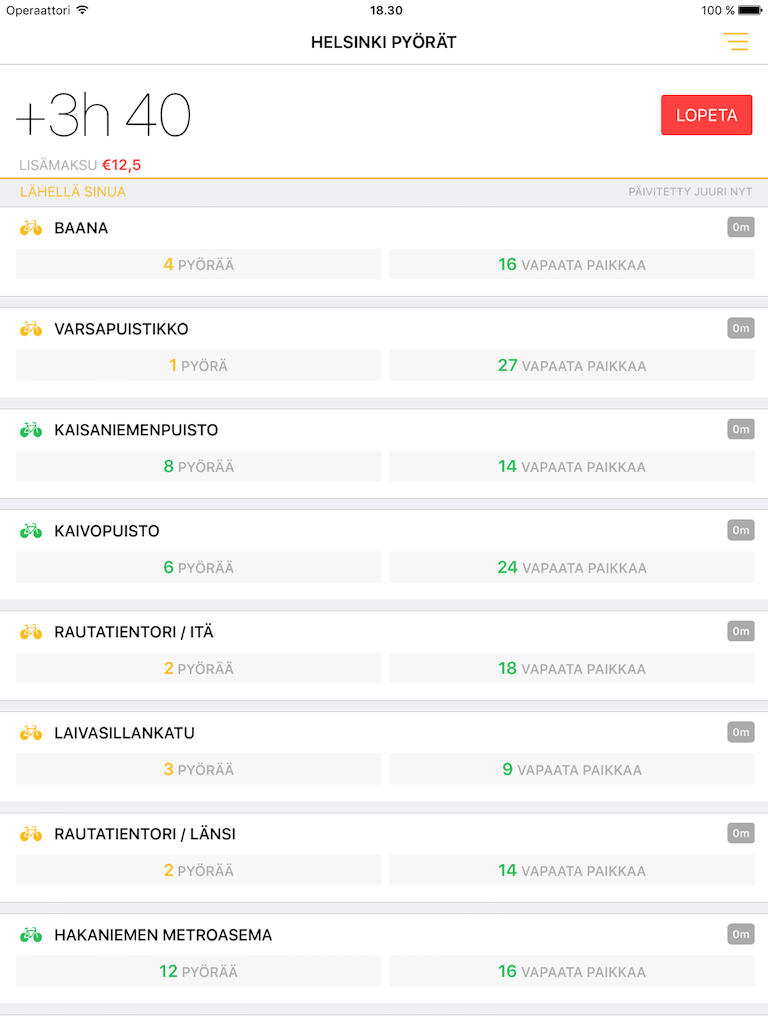 Operaattori 18.30 100 %
HELSINKI PYÖRÄT
+3h 40
LOPETA
LISÄMAKSU €12,5
LÄHELLÄ SINUA PÄIVITETTY JUURI NYT
BAANA 0m
4 PYÖRÄÄ 16 VAPAATA PAIKKAA
VARSAPUISTIKKO 0m
1 PYÖRÄ 27 VAPAATA PAIKKAA
KAISANIEMENPUISTO 0m
8 PYÖRÄÄ 14 VAPAATA PAIKKAA
KAIVOPUISTO 0m
6 PYÖRÄÄ 24 VAPAATA PAIKKAA
RAUTATIENTORI / ITÄ 0m
2 PYÖRÄÄ 18 VAPAATA PAIKKAA
LAIVASILLANKATU 0m
3 PYÖRÄÄ 9 VAPAATA PAIKKAA
RAUTATIENTORI / LÄNSI 0m
2 PYÖRÄÄ 14 VAPAATA PAIKKAA
HAKANIEMEN METROASEMA 0m
12 PYÖRÄÄ 16 VAPAATA PAIKKAA